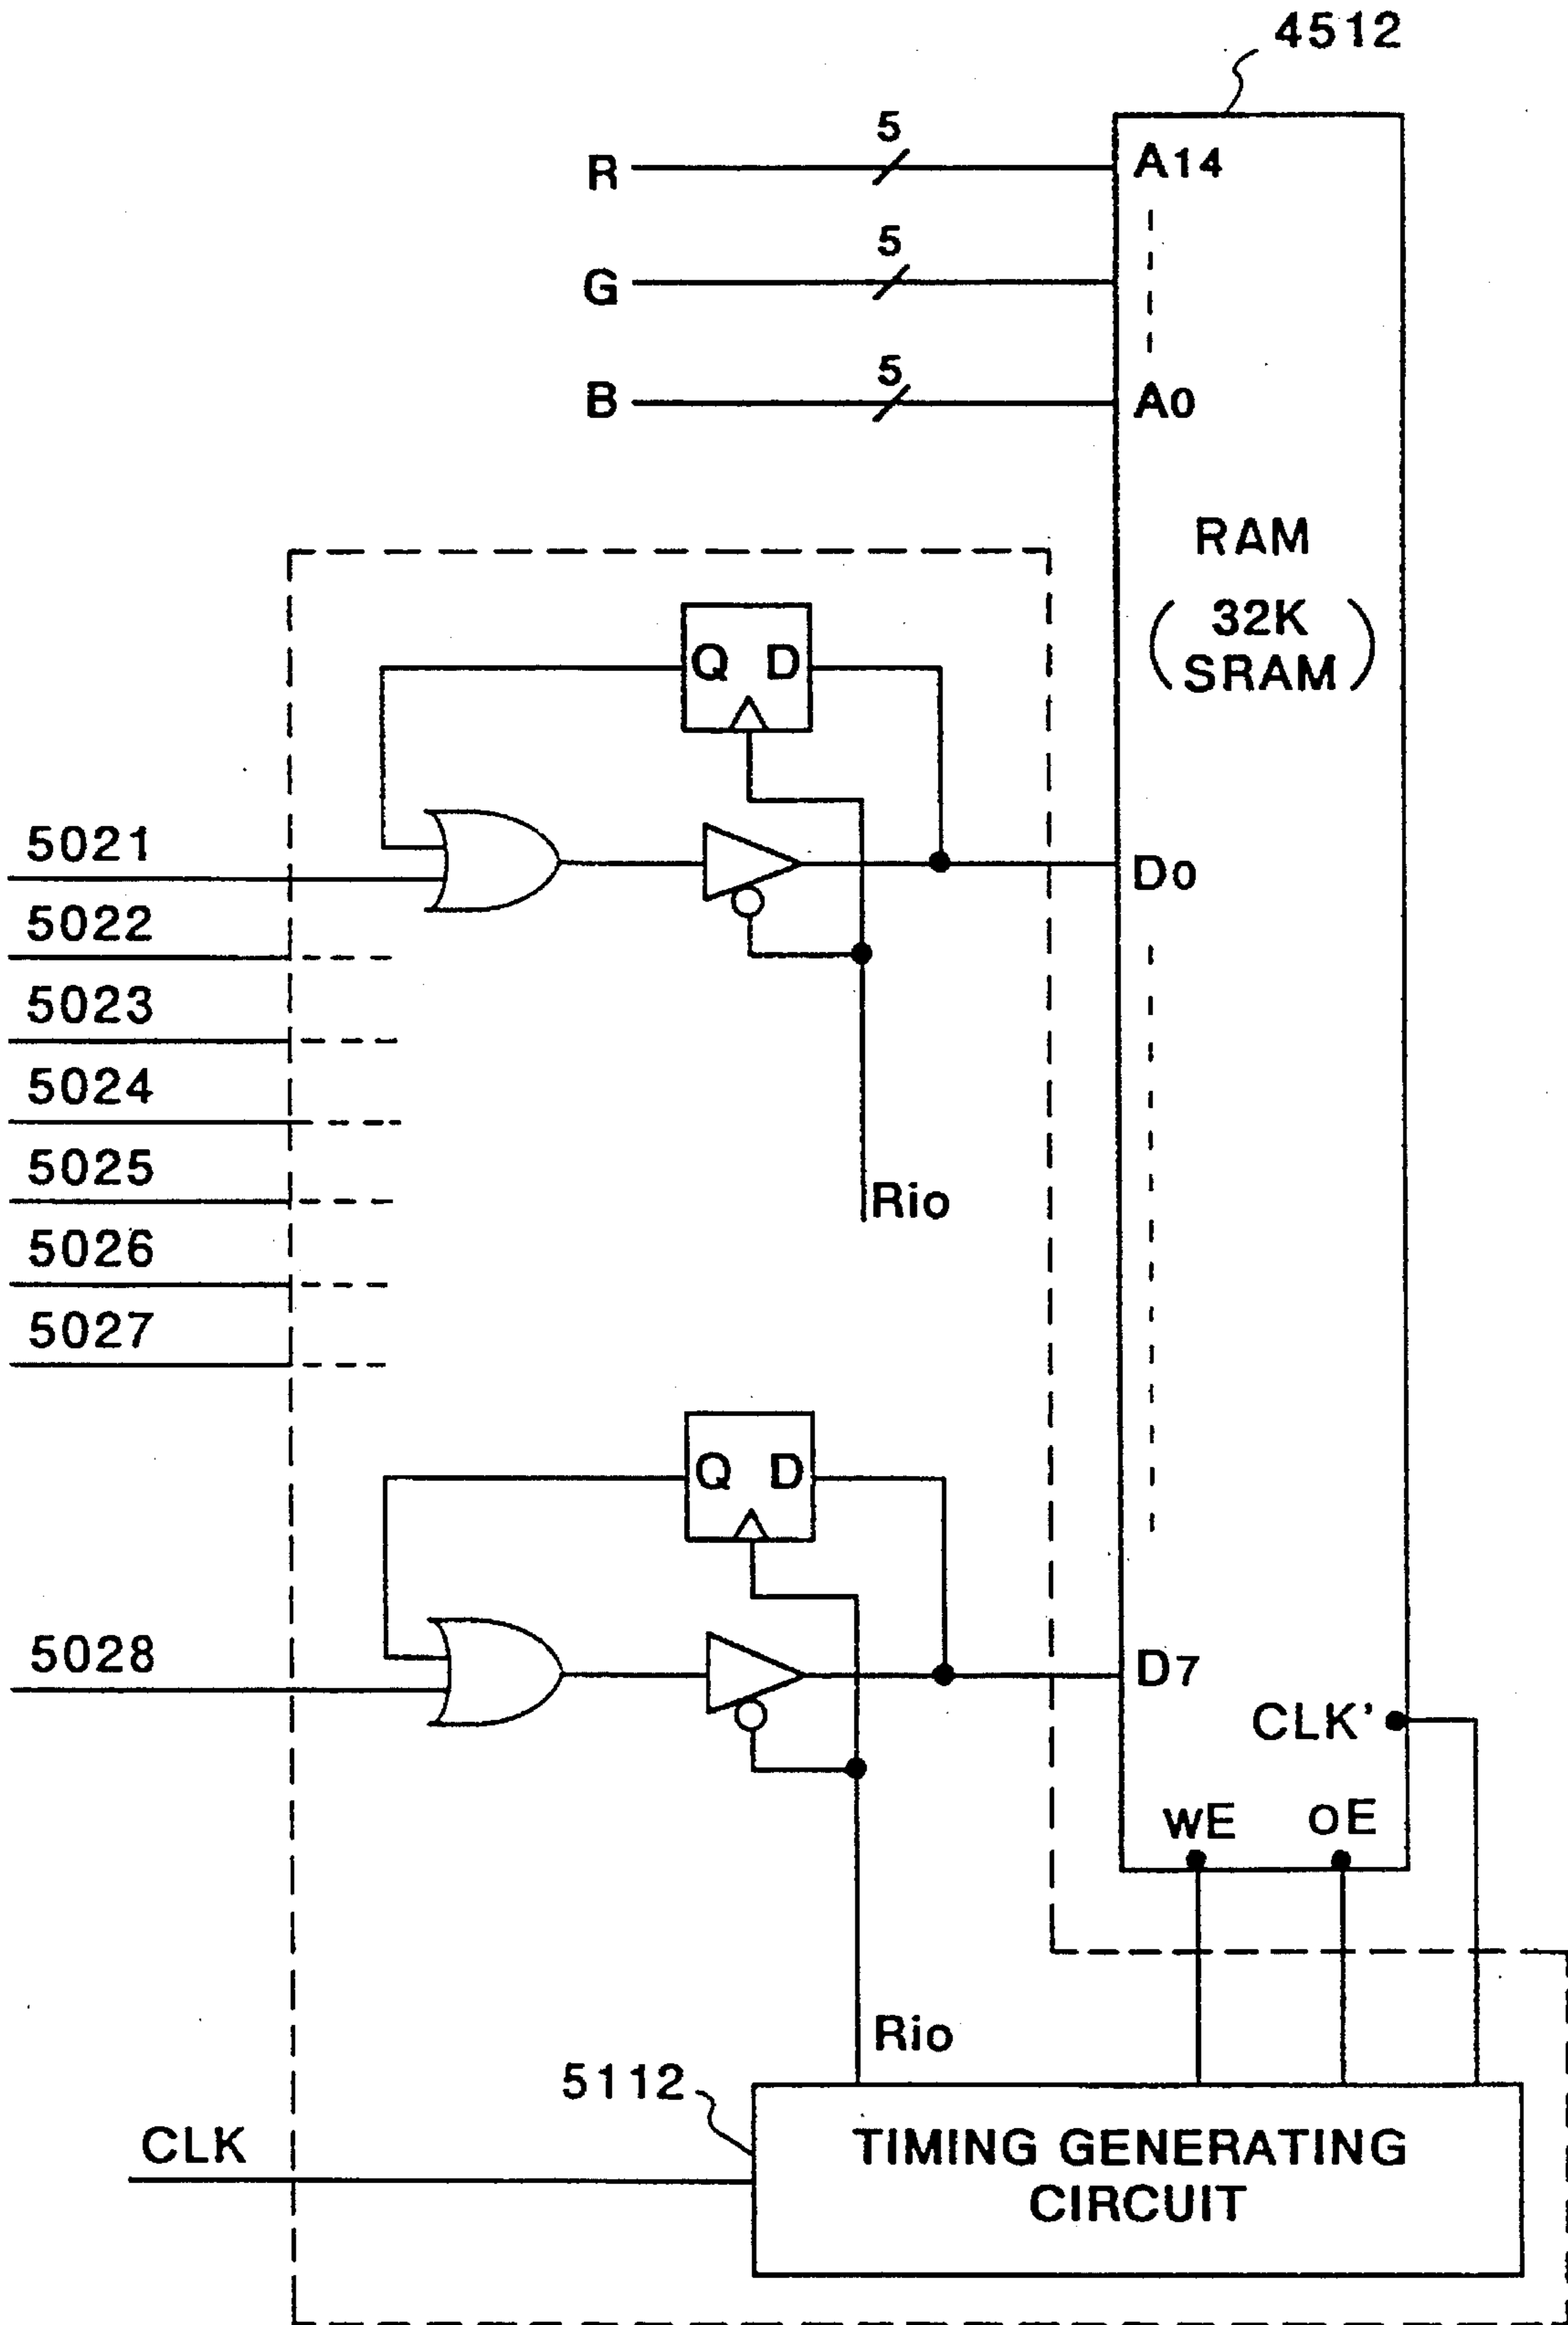 4512
5
R
A14
5
G
5
B
A0
RAM
(32K
SRAM)
Q D
5021
D0
5022
5023
5024
5025
Rio
5026
5027
Q D
5028
D7
CLK'
WE
OE
Rio
5112
CLK
TIMING GENERATING
CIRCUIT